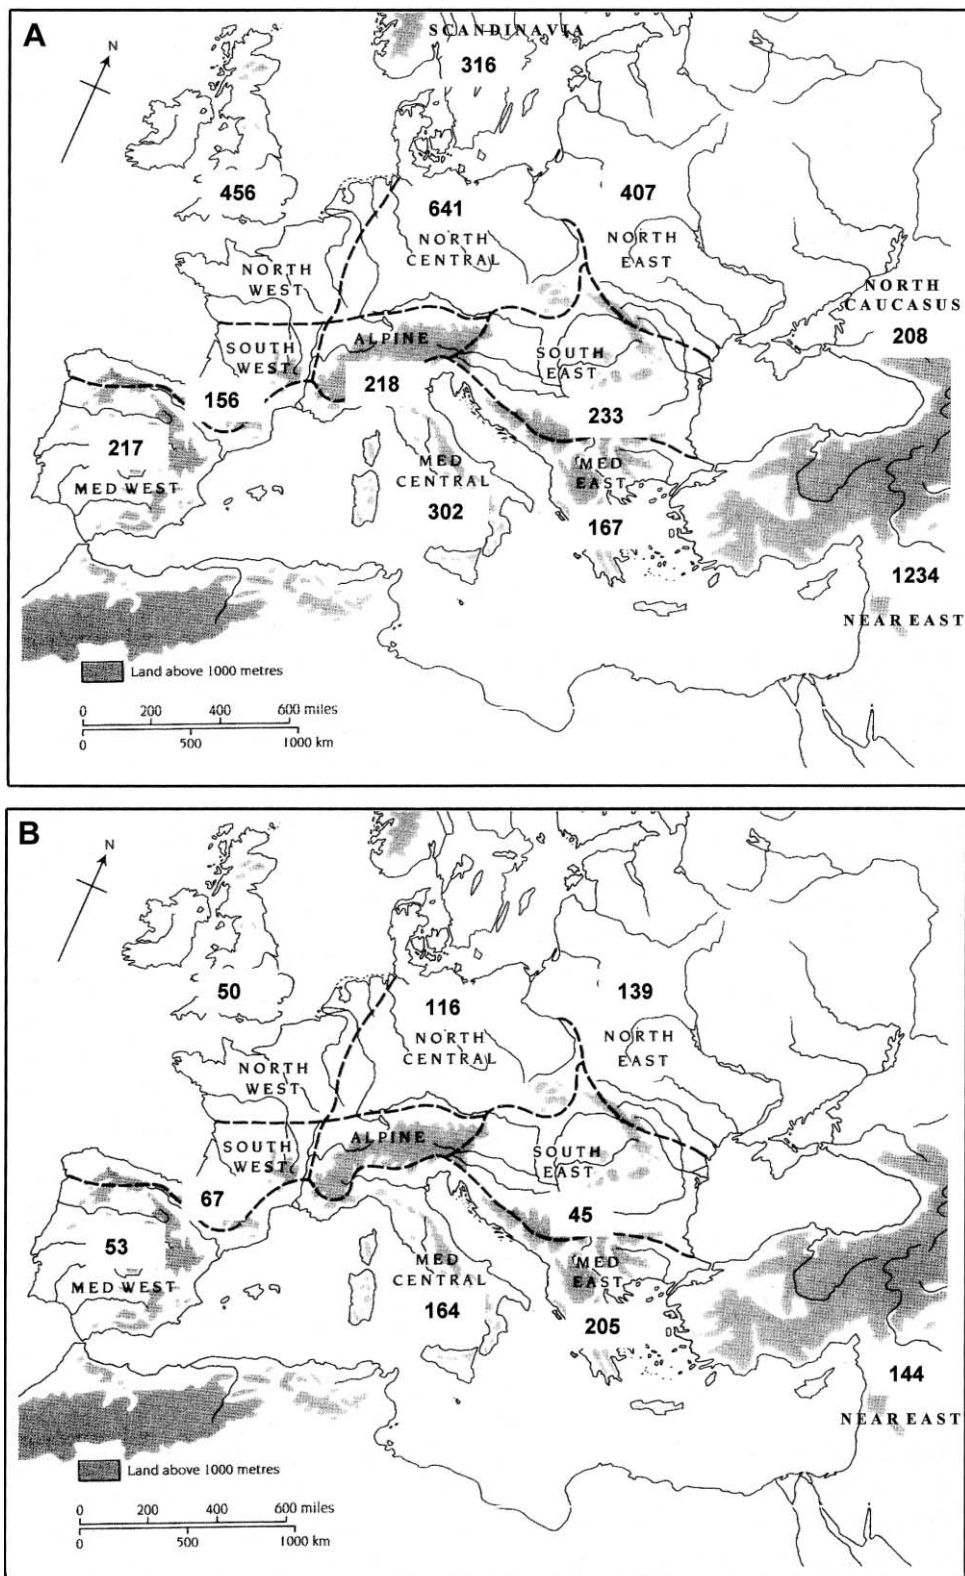 A
N
SCANDINAVIA
316
456
641
407
NORTH
CENTRAL
NORTH
EAST
NORTH
WEST
NORTH
CAUCASUS
208
ALPINE
SOUTH
WEST
SOUTH
EAST
218
156
233
217
MED
CENTRAL
MED
EAST
MED WEST
302
167
1234
NEAR EAST
Land above 1000 metres
0 200 400 600 miles
0 500 1000 km
B
N
50
116
139
NORTH
CENTRAL
NORTH
EAST
NORTH
WEST
ALPINE
SOUTH
WEST
SOUTH
EAST
67
45
53
MED
CENTRAL
MED
EAST
MED WEST
164
205
144
NEAR EAST
Land above 1000 metres
0 200 400 600 miles
0 500 1000 km